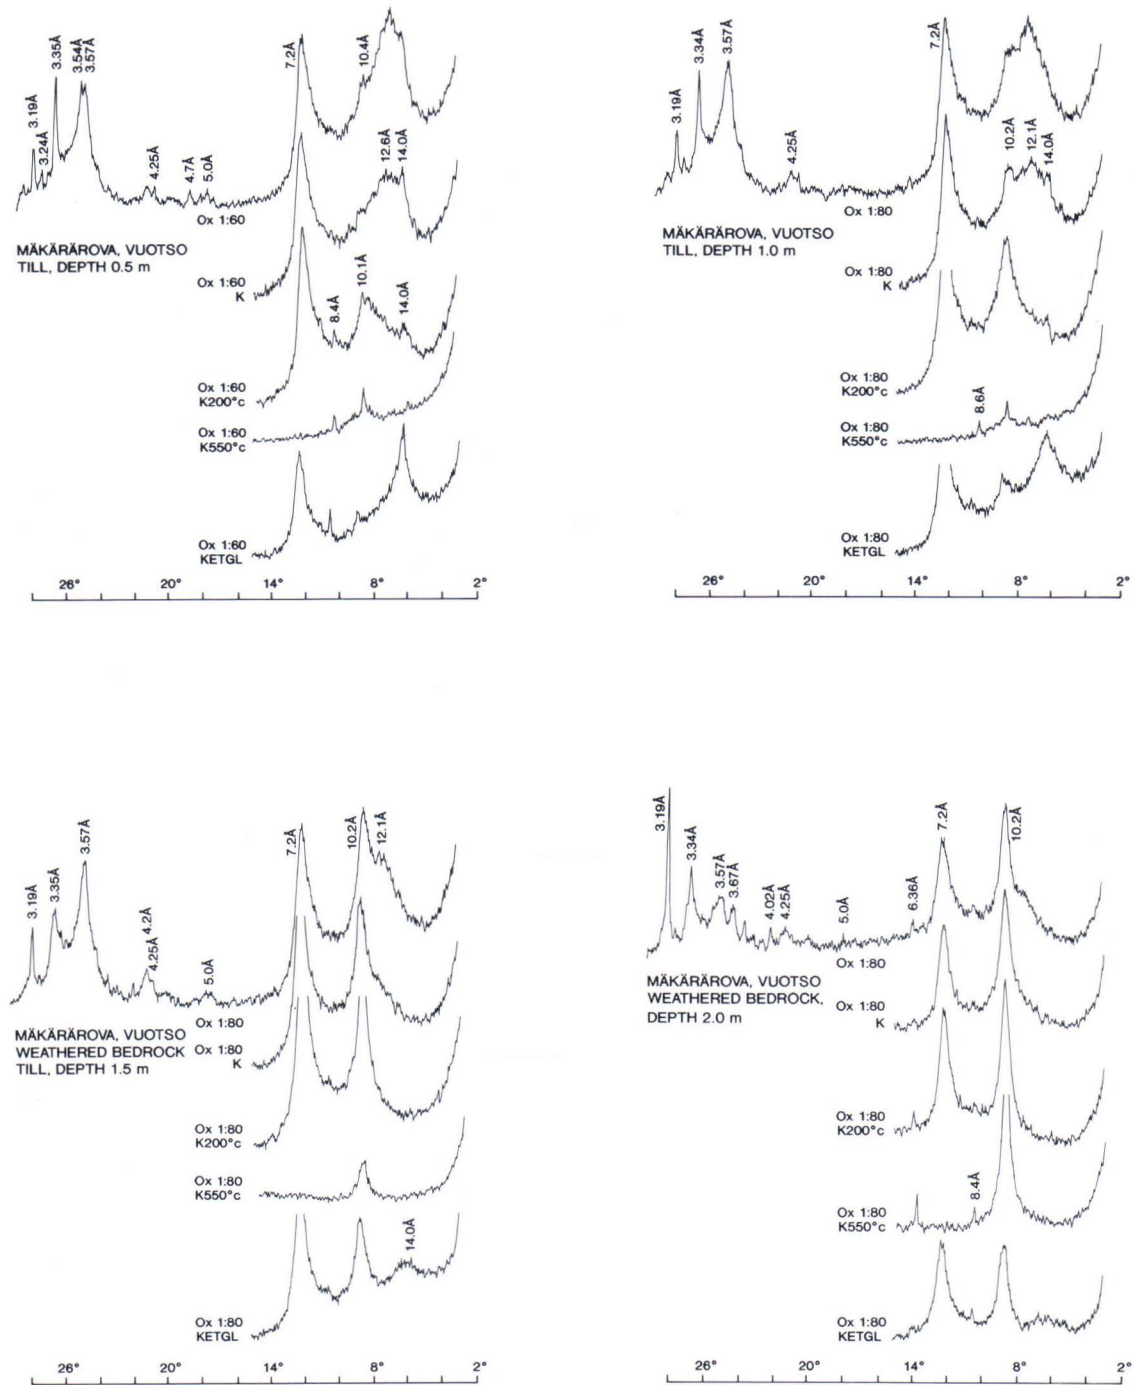 3.19Å
3.24Å
3.35Å
3.54Å
3.57Å
4.25Å
4.7Å
5.0Å
7.2Å
10.4Å
12.6Å
14.0Å
8.4Å
10.1Å
14.0Å
Ox 1:60
MÄKÄRÄROVA, VUOTSO
TILL, DEPTH 0.5 m
Ox 1:60
K
Ox 1:60
K200°c
Ox 1:60
K550°c
Ox 1:60
KETGL
26° 20° 14° 8° 2°
3.19Å
3.34Å
3.57Å
4.25Å
7.2Å
10.2Å
12.1Å
14.0Å
8.6Å
Ox 1:80
MÄKÄRÄROVA, VUOTSO
TILL, DEPTH 1.0 m
Ox 1:80
K
Ox 1:80
K200°c
Ox 1:80
K550°c
Ox 1:80
KETGL
26° 20° 14° 8° 2°
3.19Å
3.35Å
3.57Å
4.2Å
4.25Å
5.0Å
7.2Å
10.2Å
12.1Å
14.0Å
Ox 1:80
MÄKÄRÄROVA, VUOTSO
WEATHERED BEDROCK
TILL, DEPTH 1.5 m
Ox 1:80
K
Ox 1:80
K200°c
Ox 1:80
K550°c
Ox 1:80
KETGL
26° 20° 14° 8° 2°
3.19Å
3.34Å
3.57Å
3.67Å
4.02Å
4.25Å
5.0Å
6.36Å
7.2Å
10.2Å
8.4Å
Ox 1:80
MÄKÄRÄROVA, VUOTSO
WEATHERED BEDROCK,
DEPTH 2.0 m
Ox 1:80
K
Ox 1:80
K200°c
Ox 1:80
K550°c
Ox 1:80
KETGL
26° 20° 14° 8° 2°